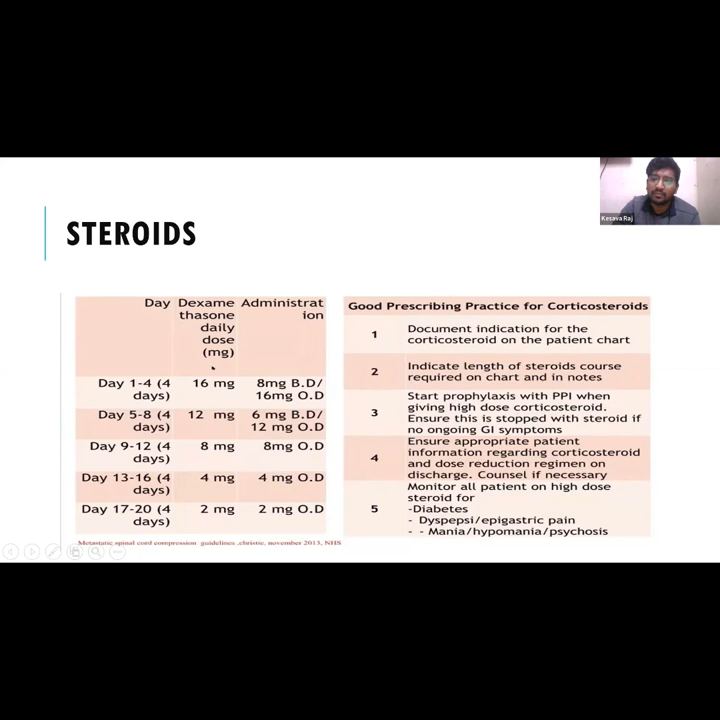 Kesava Raj
STEROIDS
Day Dexame Administrat
thasone ion
daily
dose
(mg)
Day 1-4 (4 16 mg 8mg B.D/
days) 16mg O.D
Day 5-8 (4 12 mg 6 mg B.D/
days) 12 mg O.D
Day 9-12 (4 8 mg 8mg O.D
days)
Day 13-16 (4 4 mg 4 mg O.D
days)
Day 17-20 (4 2 mg 2 mg O.D
days)
Metastatic spinal cord compression guidelines ,christie, november 2013, NHS
Good Prescribing Practice for Corticosteroids
1 Document indication for the
corticosteroid on the patient chart
2 Indicate length of steroids course
required on chart and in notes
Start prophylaxis with PPI when
3 giving high dose corticosteroid.
Ensure this is stopped with steroid if
no ongoing GI symptoms
Ensure appropriate patient
4 information regarding corticosteroid
and dose reduction regimen on
discharge. Counsel if necessary
Monitor all patient on high dose
steroid for
5 -Diabetes
- Dyspepsi/epigastric pain
- - Mania/hypomania/psychosis